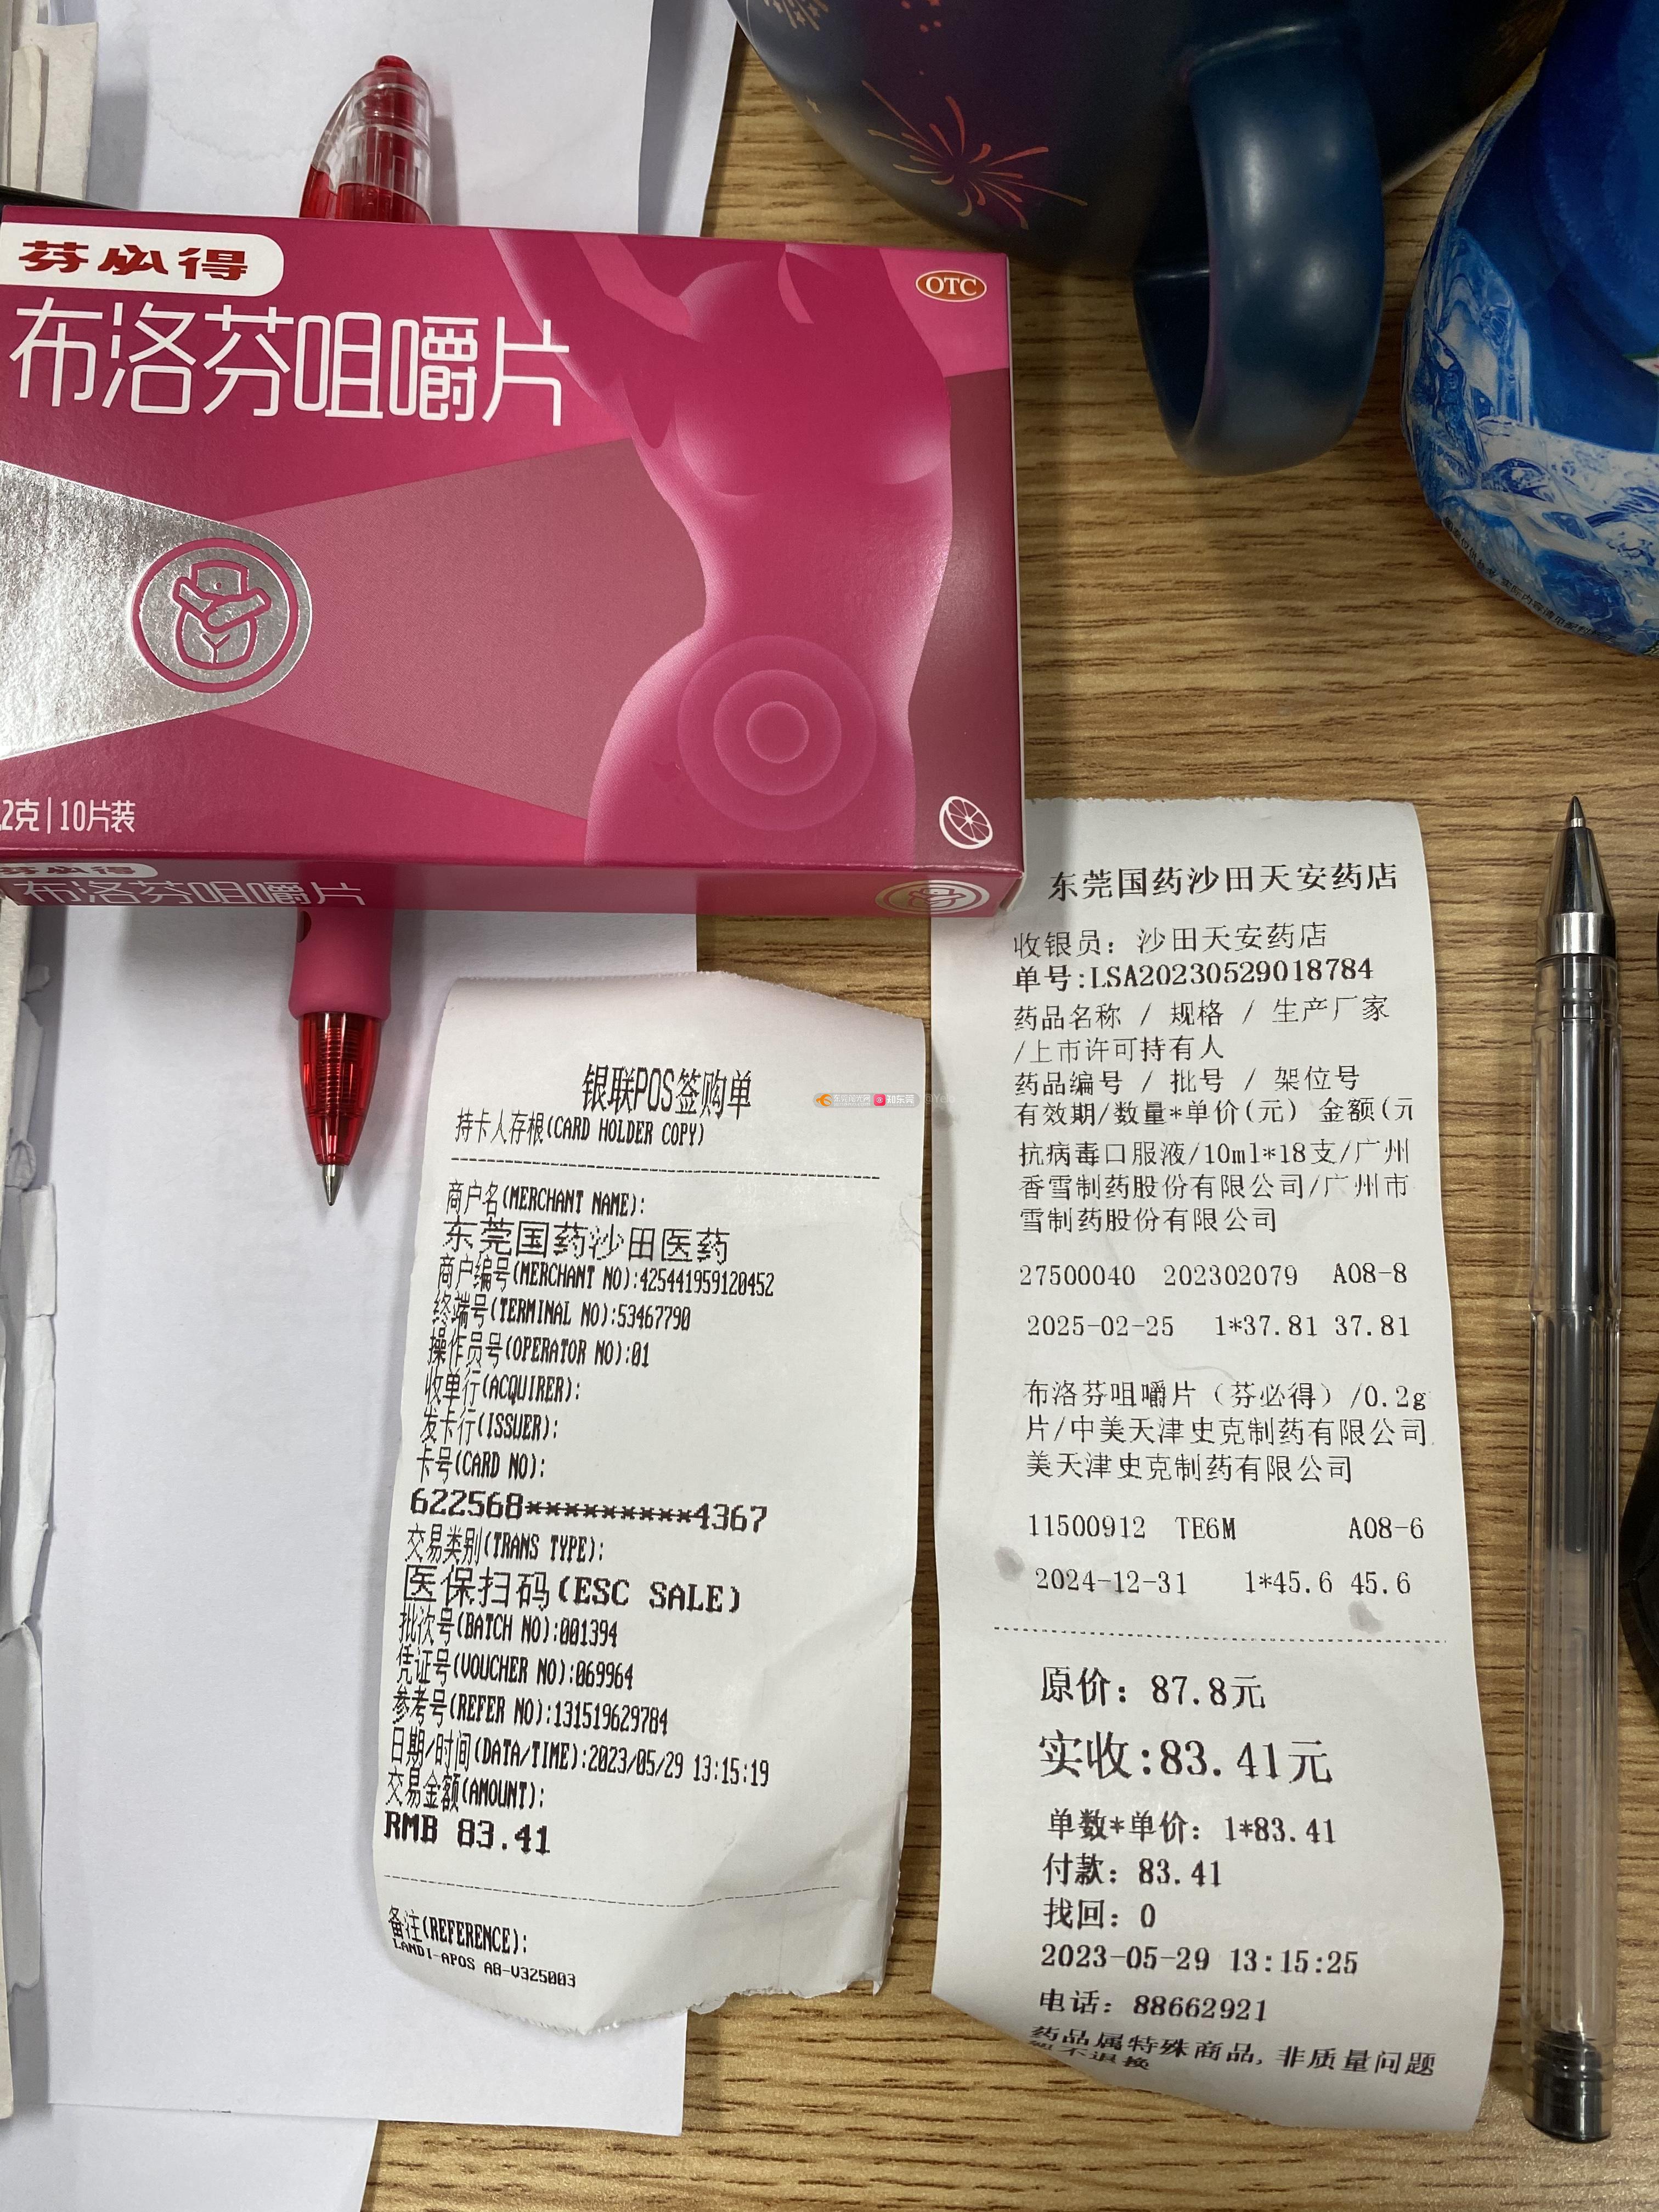 芬必得
布洛芬咀嚼片
OTC
2克|10片装
芬必得
布洛芬咀嚼片
银联POS签购单
持卡人存根(CARD HOLDER COPY)
商户名(MERCHANT NAME):
东莞国药沙田医药
商户编号(MERCHANT NO):425441959120452
终端号(TERMINAL NO):53467790
操作员号(OPERATOR NO):01
收单行(ACQUIRER):
发卡行(ISSUER):
卡号(CARD NO):
622568*********4367
交易类别(TRANS TYPE):
医保扫码(ESC SALE)
批次号(BATCH NO):001394
凭证号(VOUCHER NO):069964
参考号(REFER NO):131519629784
日期/时间(DATA/TIME):2023/05/29 13:15:19
交易金额(AMOUNT):
RMB 83.41
备注(REFERENCE):
LANDI-APOS A8-V325003
东莞国药沙田天安药店
收银员: 沙田天安药店
单号:LSA20230529018784
药品名称 / 规格 / 生产厂家
/上市许可持有人
药品编号 / 批号 / 架位号
有效期/数量*单价(元) 金额(元
抗病毒口服液/10ml*18支/广州
香雪制药股份有限公司/广州市
雪制药股份有限公司
27500040 202302079 A08-8
2025-02-25 1*37.81 37.81
布洛芬咀嚼片（芬必得）/0.2g
片/中美天津史克制药有限公司
美天津史克制药有限公司
11500912 TE6M A08-6
2024-12-31 1*45.6 45.6
原价: 87.8元
实收:83.41元
单数*单价: 1*83.41
付款: 83.41
找回: 0
2023-05-29 13:15:25
电话: 88662921
药品属特殊商品, 非质量问题
不退换